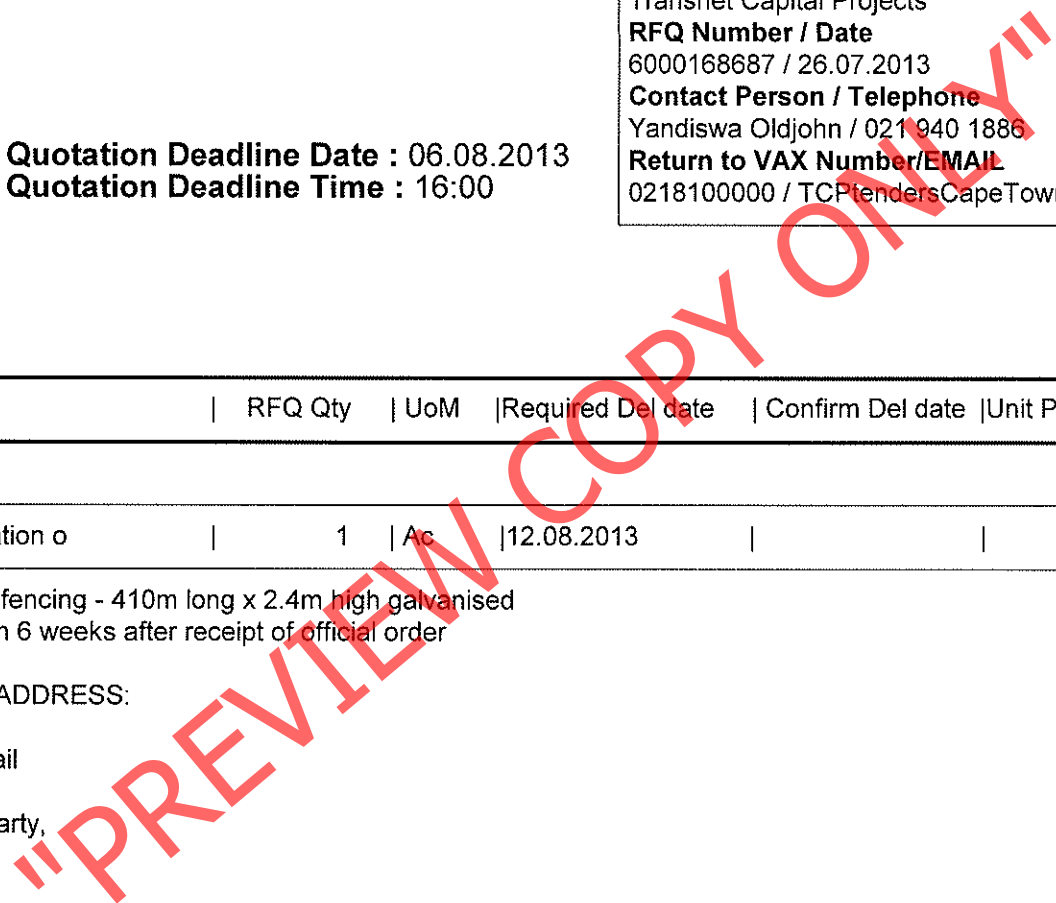 Transnet Capital Projects
RFQ Number / Date
6000168687 / 26.07.2013
Contact Person / Telephone
Yandiswa Oldjohn / 021 940 1886
Return to VAX Number/EMAIL
0218100000 / TCPtendersCapeTown
Quotation Deadline Date : 06.08.2013
Quotation Deadline Time : 16:00
| RFQ Qty | UoM |Required Del date | Confirm Del date |Unit P
ation o | 1 | Ac |12.08.2013 | |
fencing - 410m long x 2.4m high galvanised
n 6 weeks after receipt of official order
ADDRESS:
ail
arty,
"PREVIEW COPY ONLY"